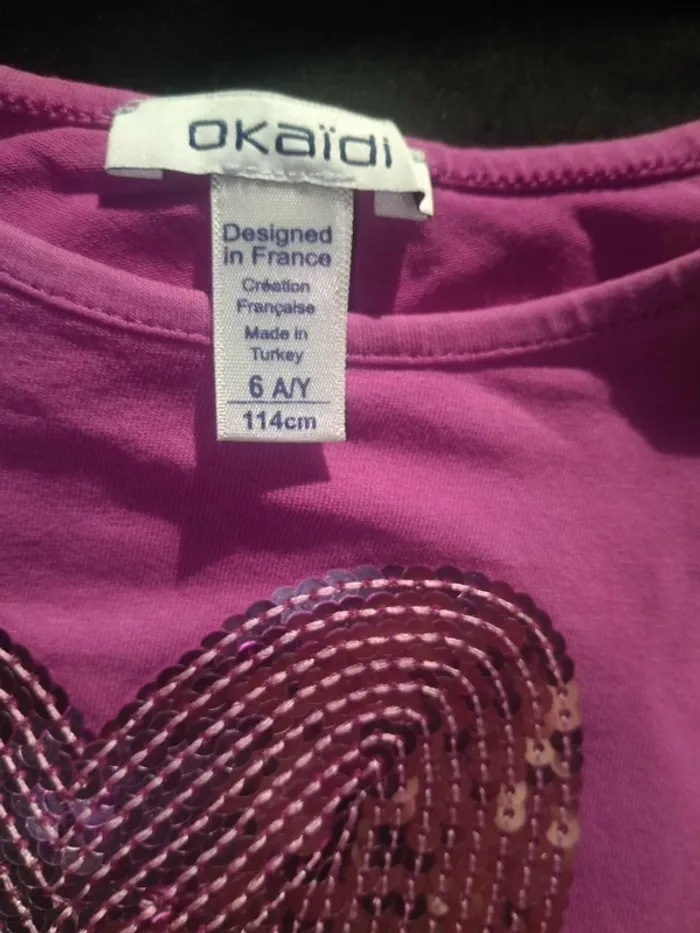 okaïdi
Designed
in France
Création
Française
Made in
Turkey
6 A/Y
114cm